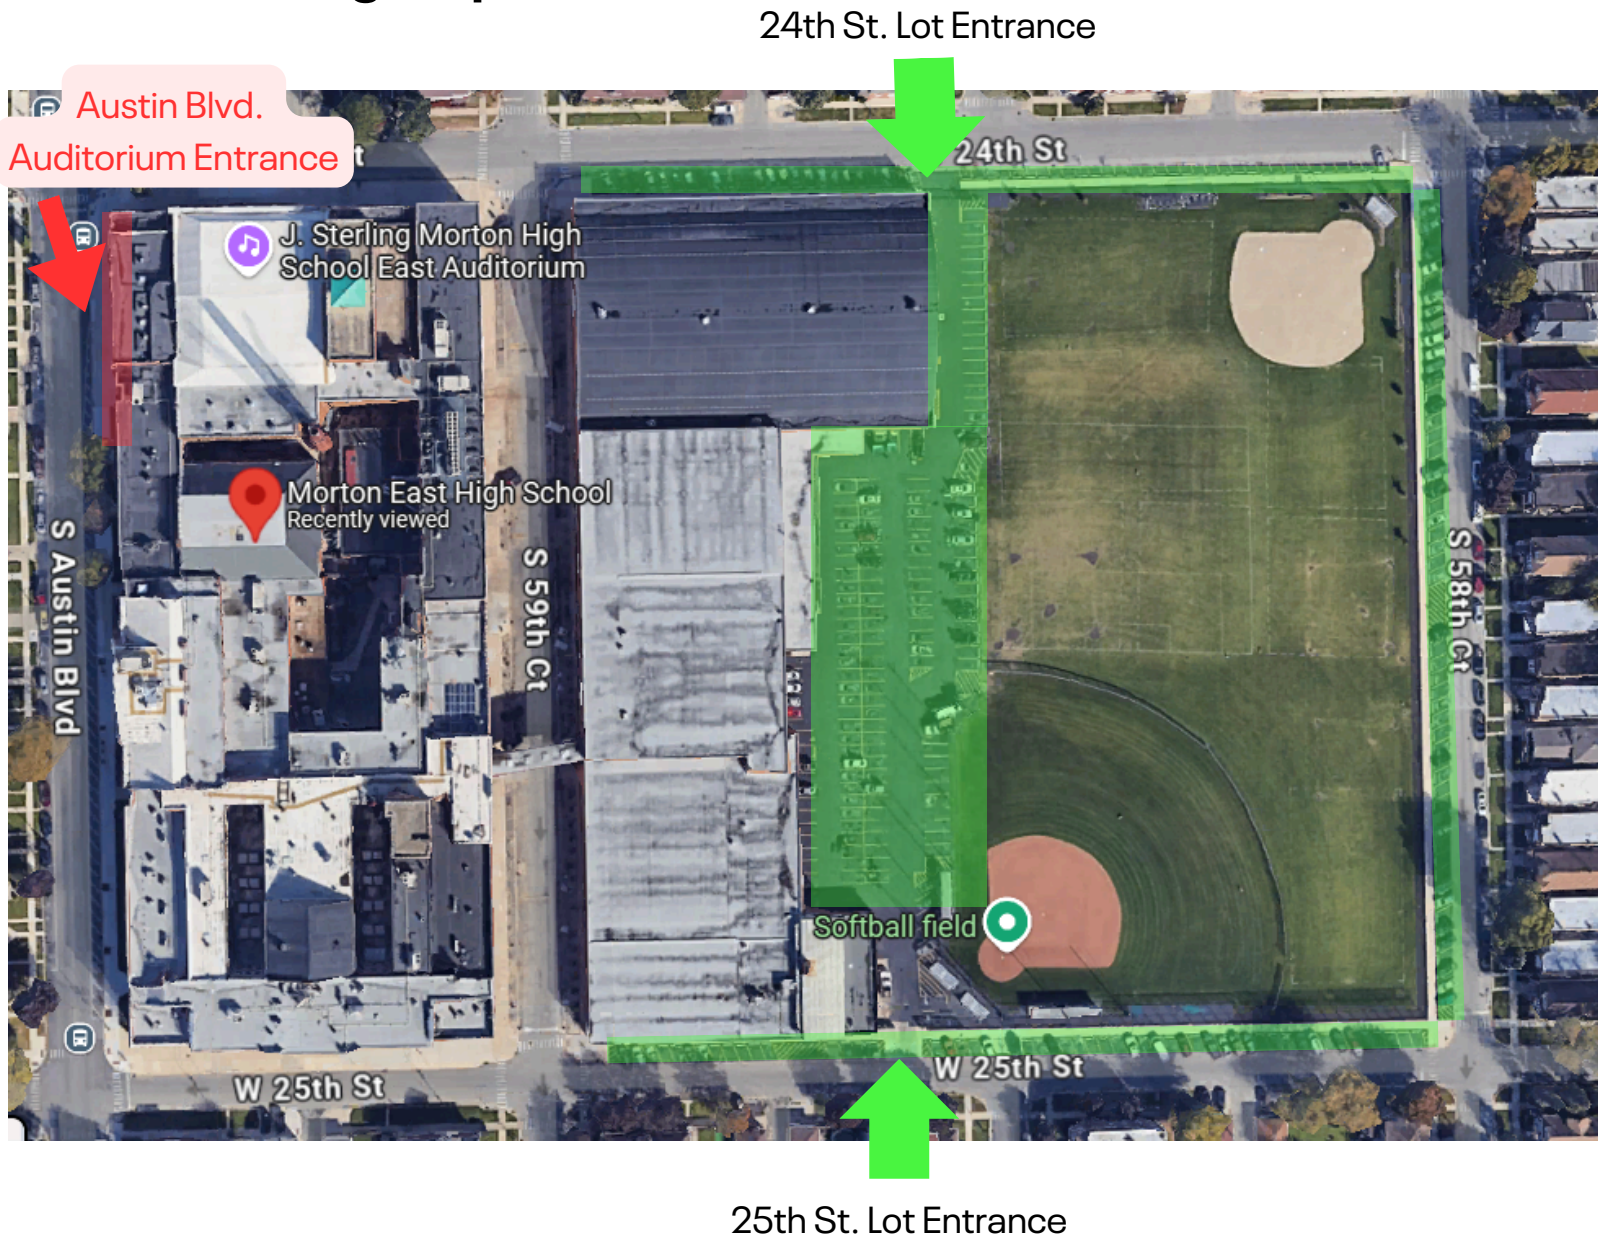 24th St. Lot Entrance
Austin Blvd.
Auditorium Entrance
24th St
J. Sterling Morton High
School East Auditorium
Morton East High School
Recently viewed
S Austin Blvd
S 59th Ct
S 58th Ct
Softball field
W 25th St
W 25th St
25th St. Lot Entrance